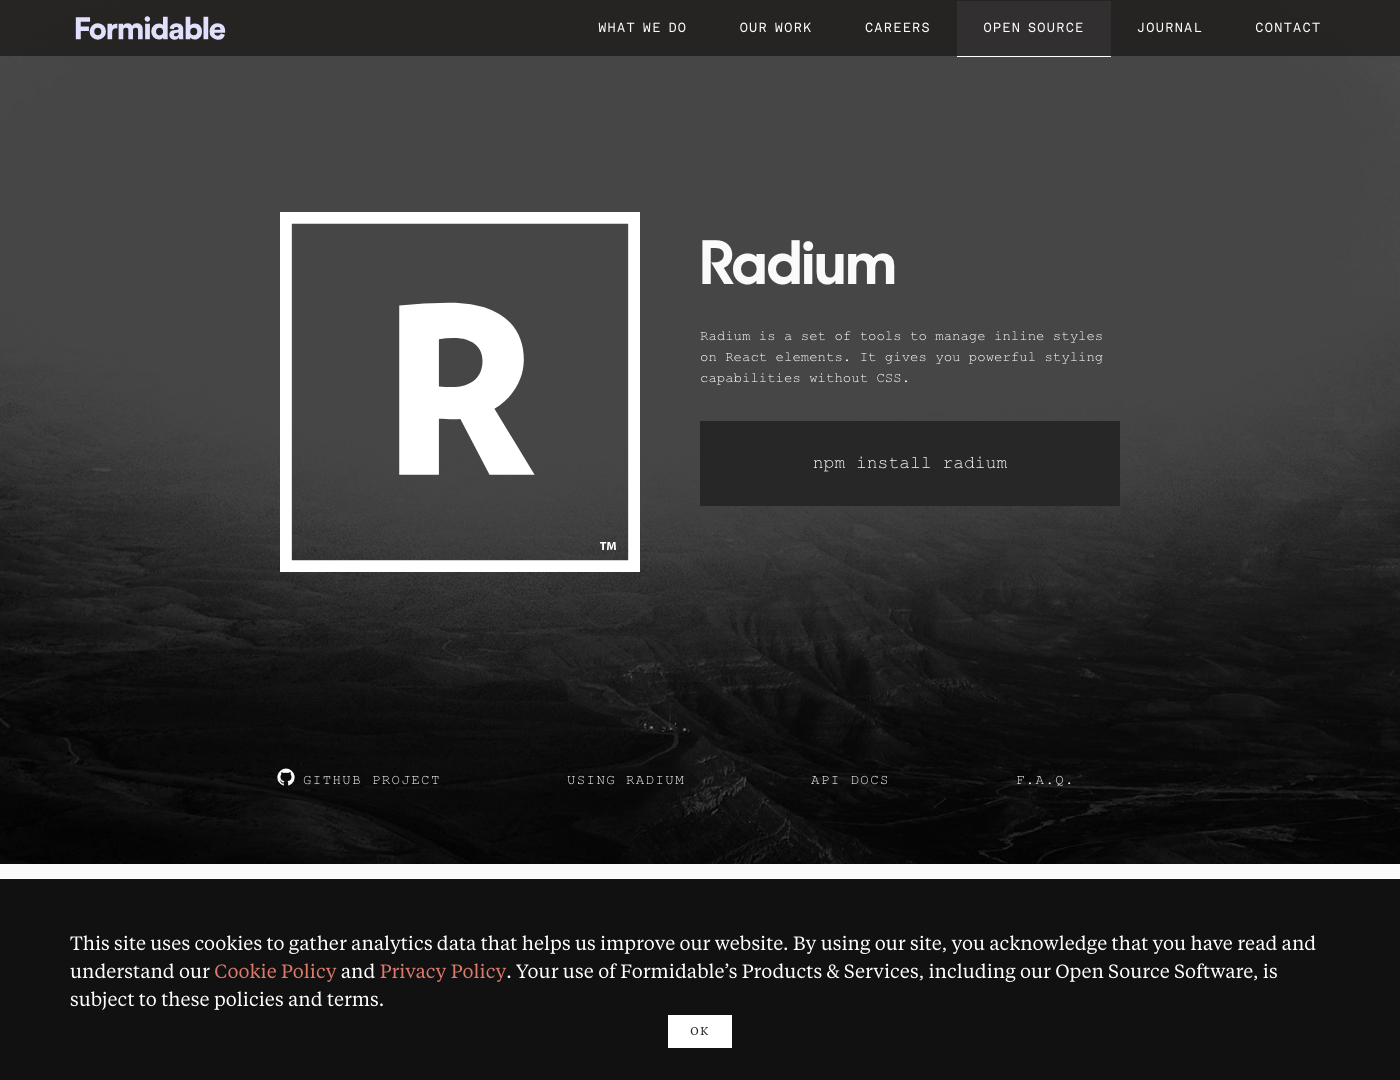 Formidable
WHAT WE DO
OUR WORK
CAREERS
OPEN SOURCE
JOURNAL
CONTACT
R
TM
Radium
Radium is a set of tools to manage inline styles
on React elements. It gives you powerful styling
capabilities without CSS.
npm install radium
GITHUB PROJECT
USING RADIUM
API DOCS
F.A.Q.
This site uses cookies to gather analytics data that helps us improve our website. By using our site, you acknowledge that you have read and
understand our Cookie Policy and Privacy Policy. Your use of Formidable’s Products & Services, including our Open Source Software, is
subject to these policies and terms.
OK